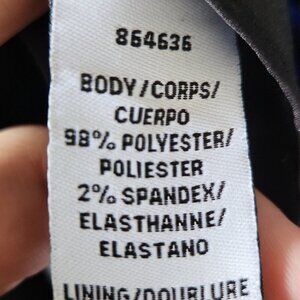 864636
BODY/CORPS/
CUERPO
98% POLYESTER/
POLIESTER
2% SPANDEX/
ELASTHANNE/
ELASTANO
LINING/DOUBLURE